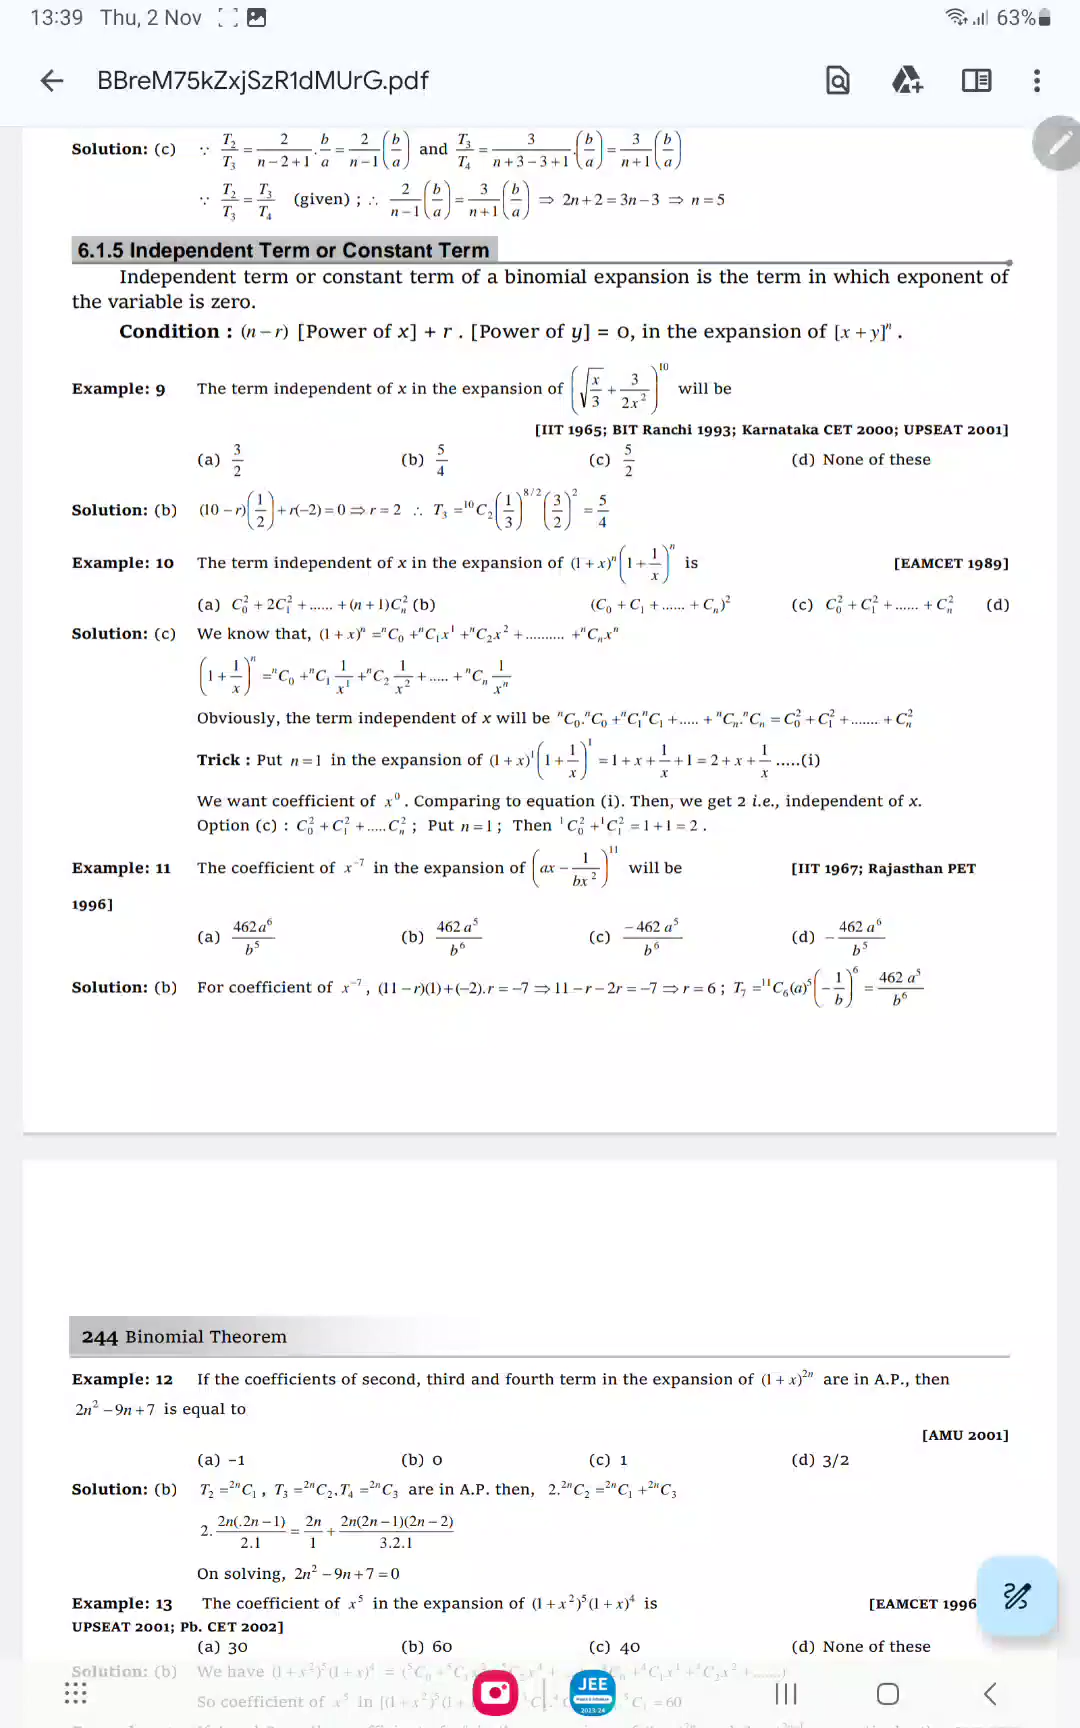 13:39 Thu, 2 Nov 63%
BBreM75kZxjSzR1dMUrG.pdf
Solution: (c) ∵ T₂/T₃ = 2/(n−2+1) . b/a = 2/(n−1) (b/a) and T₃/T₄ = 3/(n+3−3+1) . (b/a) = 3/(n+1) (b/a)
∵ T₂/T₃ = T₃/T₄ (given) ; ∴ 2/(n−1) (b/a) = 3/(n+1) (b/a) ⇒ 2n+2 = 3n−3 ⇒ n = 5
6.1.5 Independent Term or Constant Term
Independent term or constant term of a binomial expansion is the term in which exponent of
the variable is zero.
Condition : (n − r) [Power of x] + r . [Power of y] = 0, in the expansion of [x + y]ⁿ .
Example: 9 The term independent of x in the expansion of (√(x/3) + 3/(2x²))¹⁰ will be
[IIT 1965; BIT Ranchi 1993; Karnataka CET 2000; UPSEAT 2001]
(a) 3/2 (b) 5/4 (c) 5/2 (d) None of these
Solution: (b) (10 − r)(1/2) + r(−2) = 0 ⇒ r = 2 ∴ T₃ = ¹⁰C₂ (1/3)^(8/2) (3/2)² = 5/4
Example: 10 The term independent of x in the expansion of (1 + x)ⁿ (1 + 1/x)ⁿ is [EAMCET 1989]
(a) C₀² + 2C₁² + ...... + (n + 1)Cₙ² (b) (C₀ + C₁ + ...... + Cₙ)² (c) C₀² + C₁² + ...... + Cₙ² (d)
Solution: (c) We know that, (1 + x)ⁿ = ⁿC₀ + ⁿC₁x¹ + ⁿC₂x² + .......... + ⁿCₙxⁿ
(1 + 1/x)ⁿ = ⁿC₀ + ⁿC₁ 1/x¹ + ⁿC₂ 1/x² + ..... + ⁿCₙ 1/xⁿ
Obviously, the term independent of x will be ⁿC₀.ⁿC₀ + ⁿC₁ⁿC₁ + ..... + ⁿCₙ.ⁿCₙ = C₀² + C₁² + ........ + Cₙ²
Trick : Put n = 1 in the expansion of (1 + x)¹ (1 + 1/x)¹ = 1 + x + 1/x + 1 = 2 + x + 1/x .....(i)
We want coefficient of x⁰. Comparing to equation (i). Then, we get 2 i.e., independent of x.
Option (c) : C₀² + C₁² + .....Cₙ² ; Put n = 1; Then ¹C₀² + ¹C₁² = 1 + 1 = 2 .
Example: 11 The coefficient of x⁻⁷ in the expansion of (ax − 1/(bx²))¹¹ will be [IIT 1967; Rajasthan PET
1996]
(a) 462a⁶/b⁵ (b) 462a⁵/b⁶ (c) −462a⁵/b⁶ (d) − 462a⁶/b⁵
Solution: (b) For coefficient of x⁻⁷, (11 − r)(1) + (−2).r = −7 ⇒ 11 − r − 2r = −7 ⇒ r = 6 ; T₇ = ¹¹C₆(a)⁵ (−1/b)⁶ = 462a⁵/b⁶
244 Binomial Theorem
Example: 12 If the coefficients of second, third and fourth term in the expansion of (1 + x)²ⁿ are in A.P., then
2n² − 9n + 7 is equal to
[AMU 2001]
(a) −1 (b) 0 (c) 1 (d) 3/2
Solution: (b) T₂ = ²ⁿC₁ , T₃ = ²ⁿC₂, T₄ = ²ⁿC₃ are in A.P. then, 2.²ⁿC₂ = ²ⁿC₁ + ²ⁿC₃
2. 2n(.2n − 1)/2.1 = 2n/1 + 2n(2n − 1)(2n − 2)/3.2.1
On solving, 2n² − 9n + 7 = 0
Example: 13 The coefficient of x⁵ in the expansion of (1 + x²)⁵(1 + x)⁴ is [EAMCET 1996
UPSEAT 2001; Pb. CET 2002]
(a) 30 (b) 60 (c) 40 (d) None of these
Solution: (b) We have (1 + x²)⁵(1 + x)⁴ = (⁵C₀ + ⁵C₁
So coefficient of x⁵ in [(1 + x²)⁵(1 + ⁵C₁ = 60
JEE
2023-24